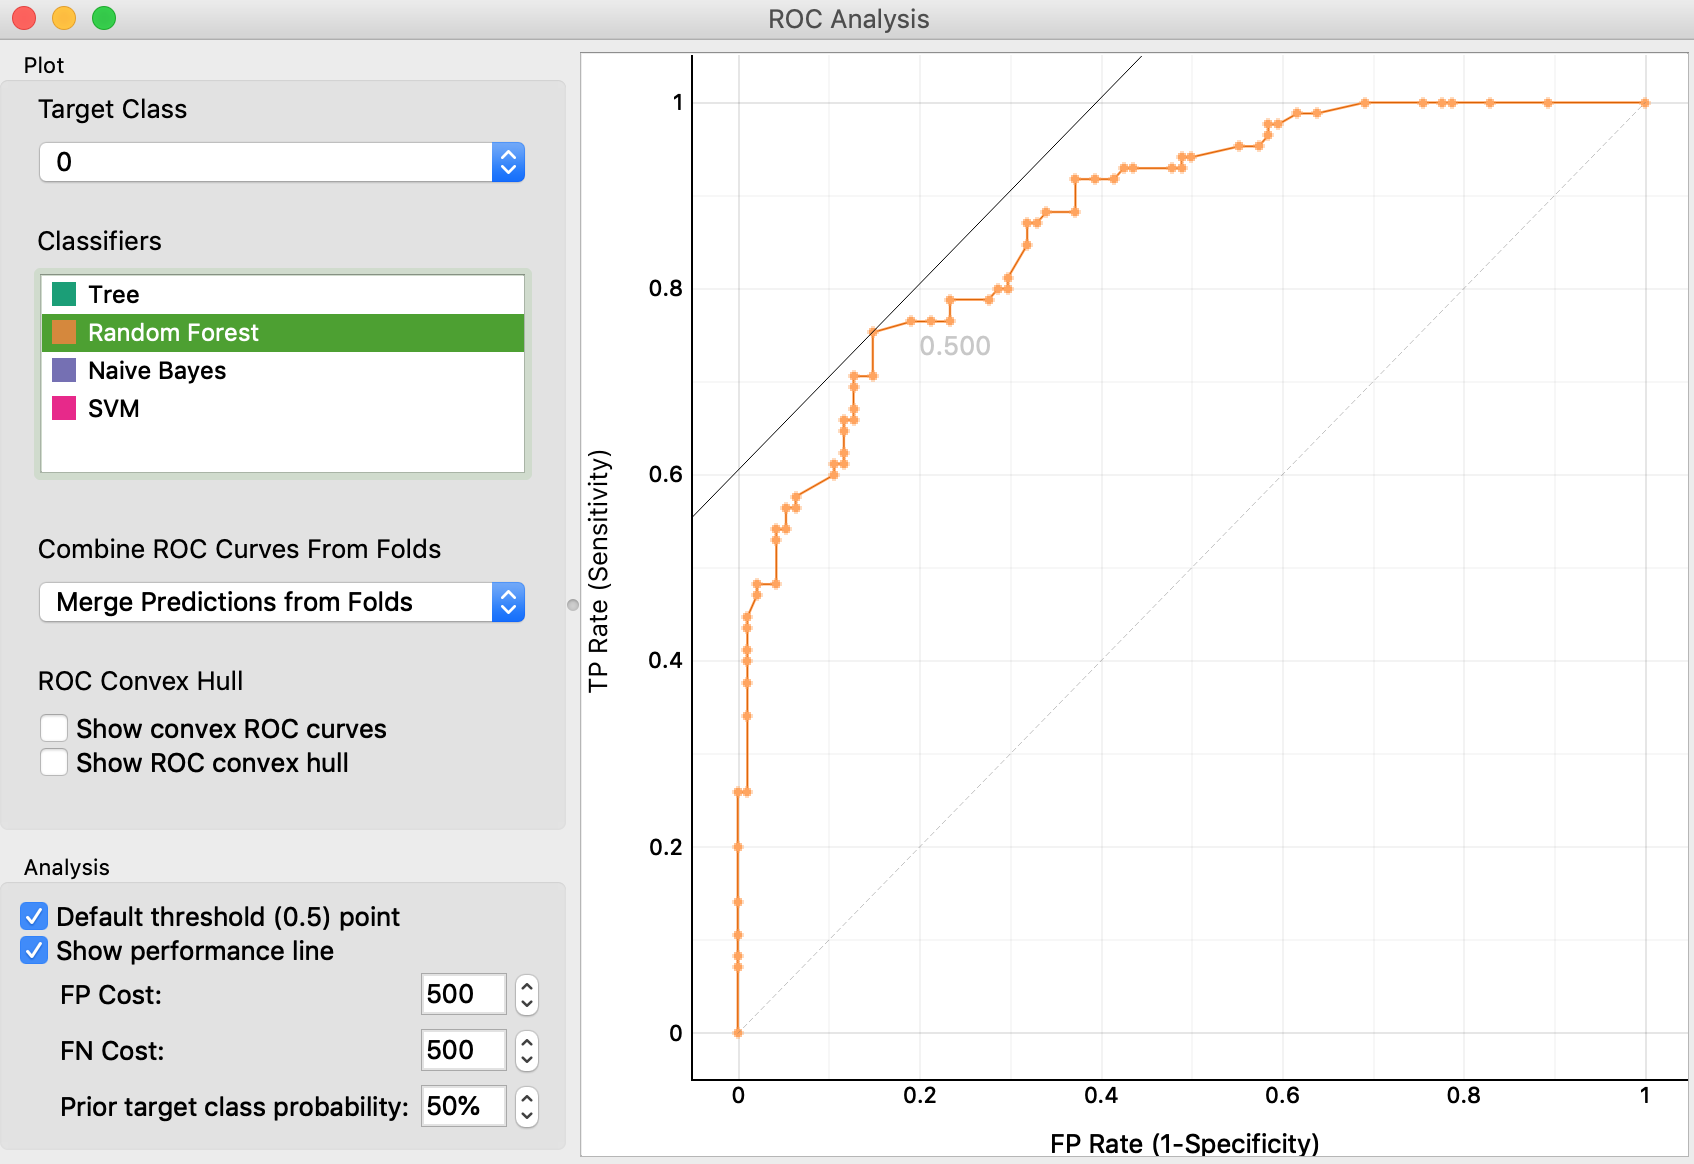 ROC Analysis
Plot
Target Class
0
Classifiers
Tree
Random Forest
Naive Bayes
SVM
Combine ROC Curves From Folds
Merge Predictions from Folds
ROC Convex Hull
Show convex ROC curves
Show ROC convex hull
Analysis
Default threshold (0.5) point
Show performance line
FP Cost: 500
FN Cost: 500
Prior target class probability: 50%
TP Rate (Sensitivity)
1
0.8
0.6
0.4
0.2
0
0.500
0 0.2 0.4 0.6 0.8 1
FP Rate (1-Specificity)